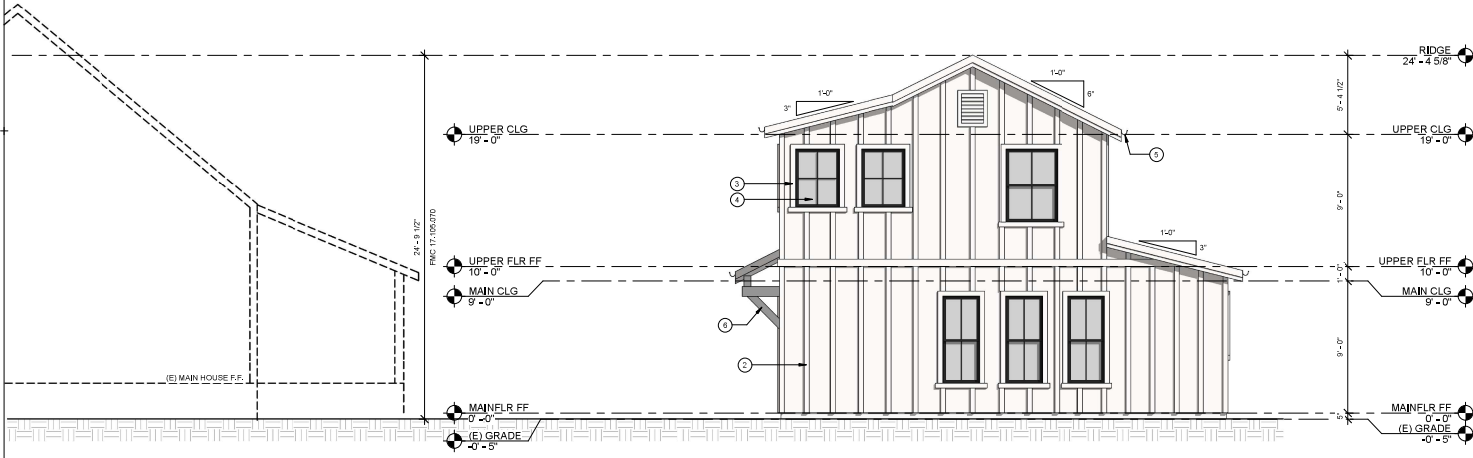 RIDGE
24' - 4 5/8"
1'-0"
6"
1'-0"
3"
5' - 4 1/2"
UPPER CLG
19' - 0"
UPPER CLG
19' - 0"
5
3
4
9' - 0"
24' - 9 1/2"
FMC 17.105.070
1'-0"
3"
UPPER FLR FF
10' - 0"
UPPER FLR FF
10' - 0"
1' - 0"
MAIN CLG
9' - 0"
MAIN CLG
9' - 0"
6
2
9' - 0"
(E) MAIN HOUSE F.F.
MAINFLR FF
0' - 0"
MAINFLR FF
0' - 0"
5"
(E) GRADE
-0' - 5"
(E) GRADE
-0' - 5"